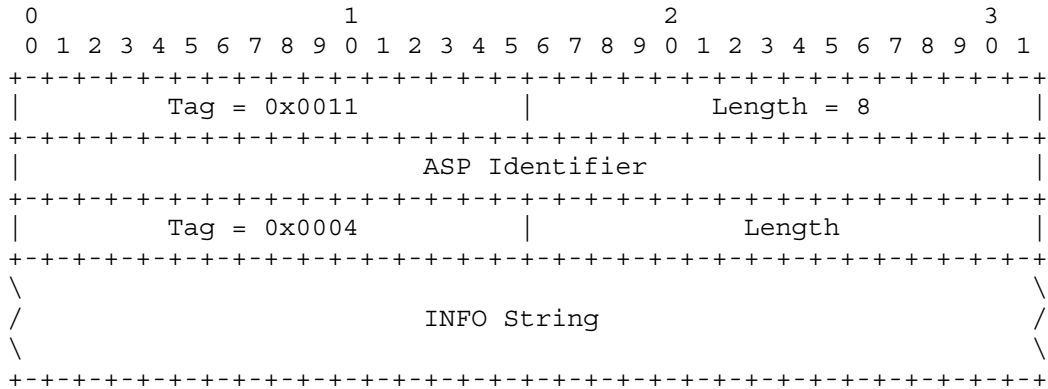 0                   1                   2                   3
 0 1 2 3 4 5 6 7 8 9 0 1 2 3 4 5 6 7 8 9 0 1 2 3 4 5 6 7 8 9 0 1
+-+-+-+-+-+-+-+-+-+-+-+-+-+-+-+-+-+-+-+-+-+-+-+-+-+-+-+-+-+-+-+-+
|         Tag = 0x0011          |           Length = 8          |
+-+-+-+-+-+-+-+-+-+-+-+-+-+-+-+-+-+-+-+-+-+-+-+-+-+-+-+-+-+-+-+-+
|                         ASP Identifier                        |
+-+-+-+-+-+-+-+-+-+-+-+-+-+-+-+-+-+-+-+-+-+-+-+-+-+-+-+-+-+-+-+-+
|         Tag = 0x0004          |             Length            |
+-+-+-+-+-+-+-+-+-+-+-+-+-+-+-+-+-+-+-+-+-+-+-+-+-+-+-+-+-+-+-+-+
\                                                               \
/                         INFO String                           /
\                                                               \
+-+-+-+-+-+-+-+-+-+-+-+-+-+-+-+-+-+-+-+-+-+-+-+-+-+-+-+-+-+-+-+-+